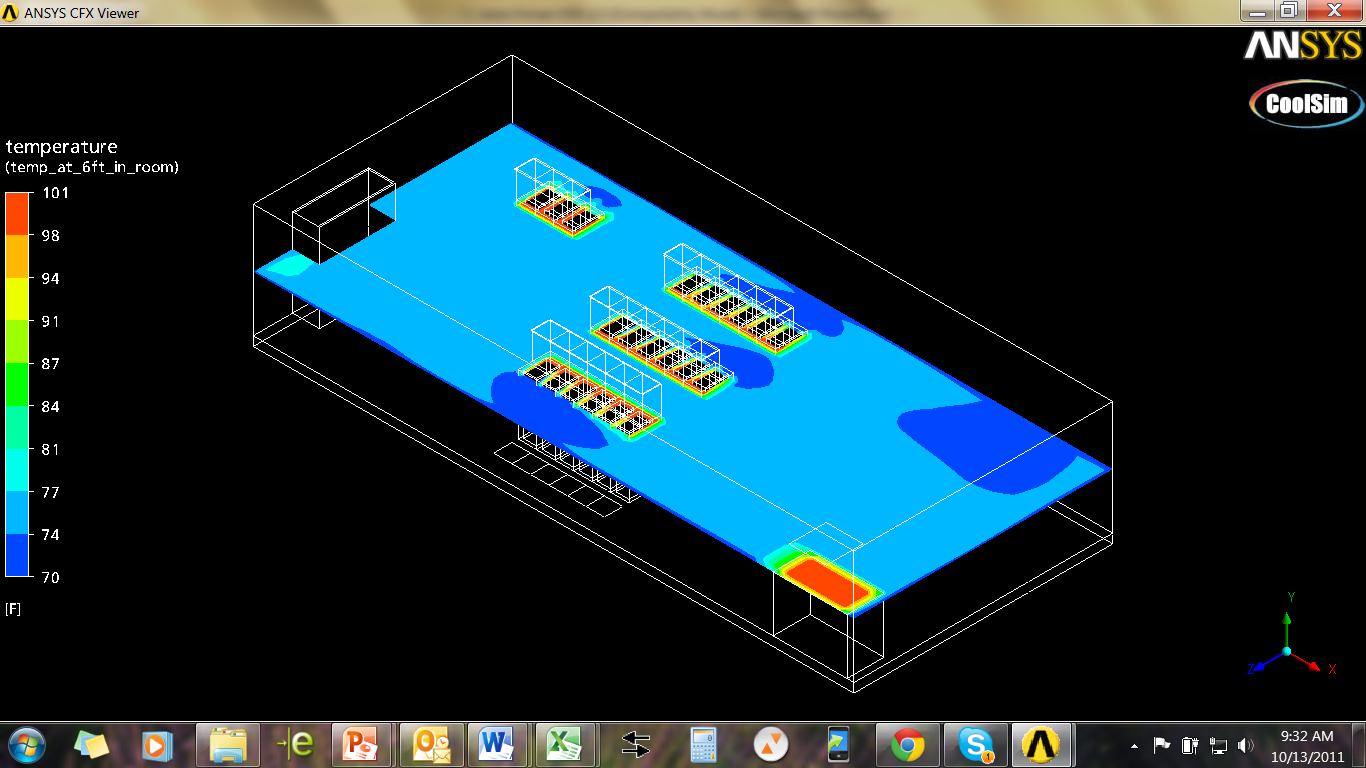 ANSYS CFX Viewer
ANSYS
CoolSim
temperature
(temp_at_6ft_in_room)
101
98
94
91
87
84
81
77
74
70
[F]
Y
Z
X
e
P
O
W
X
S
1
9:32 AM
10/13/2011